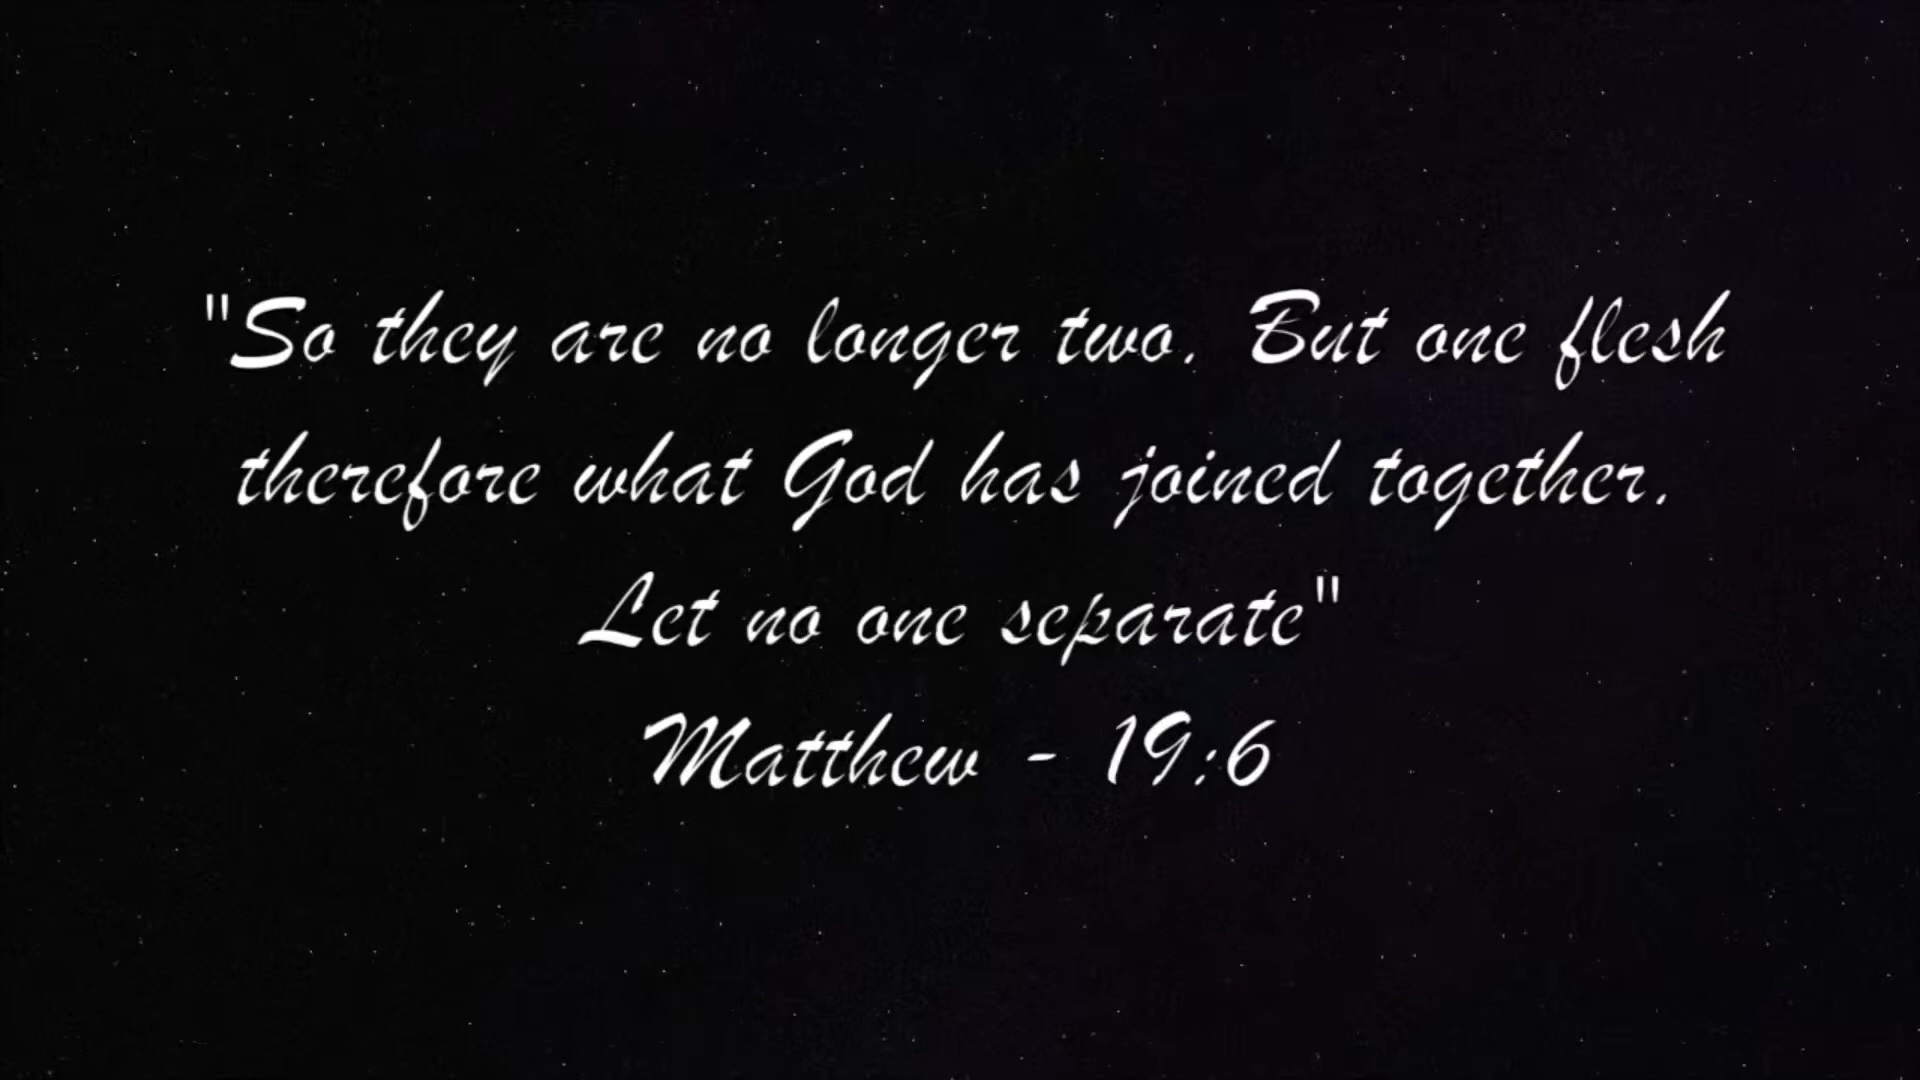 "So they are no longer two. But one flesh
therefore what God has joined together.
Let no one separate"
Matthew - 19:6